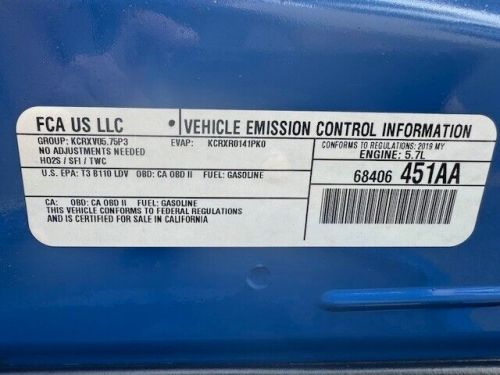 FCA US LLC • VEHICLE EMISSION CONTROL INFORMATION
GROUP: KCRXV05.75P3 EVAP: KCRXR0141PK0 CONFORMS TO REGULATIONS: 2019 MY
NO ADJUSTMENTS NEEDED ENGINE: 5.7L
HO2S / SFI / TWC
U.S. EPA: T3 B110 LDV OBD: CA OBD II FUEL: GASOLINE 68406 451AA
CA: OBD: CA OBD II FUEL: GASOLINE
THIS VEHICLE CONFORMS TO FEDERAL REGULATIONS
AND IS CERTIFIED FOR SALE IN CALIFORNIA